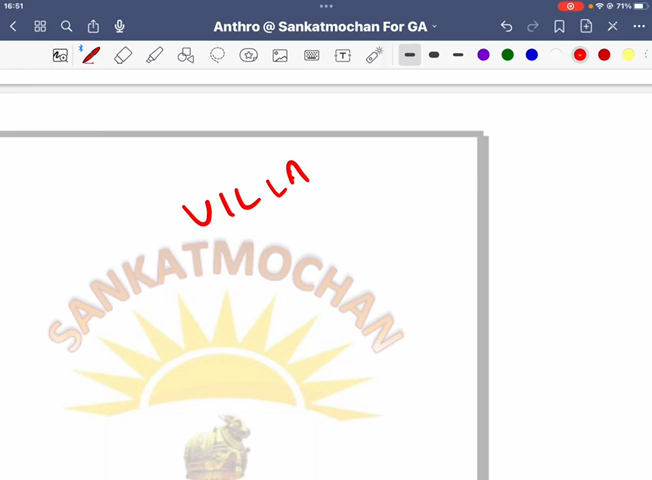 16:51
71%
Anthro @ Sankatmochan For GA
VILLA
SANKATMOCHAN